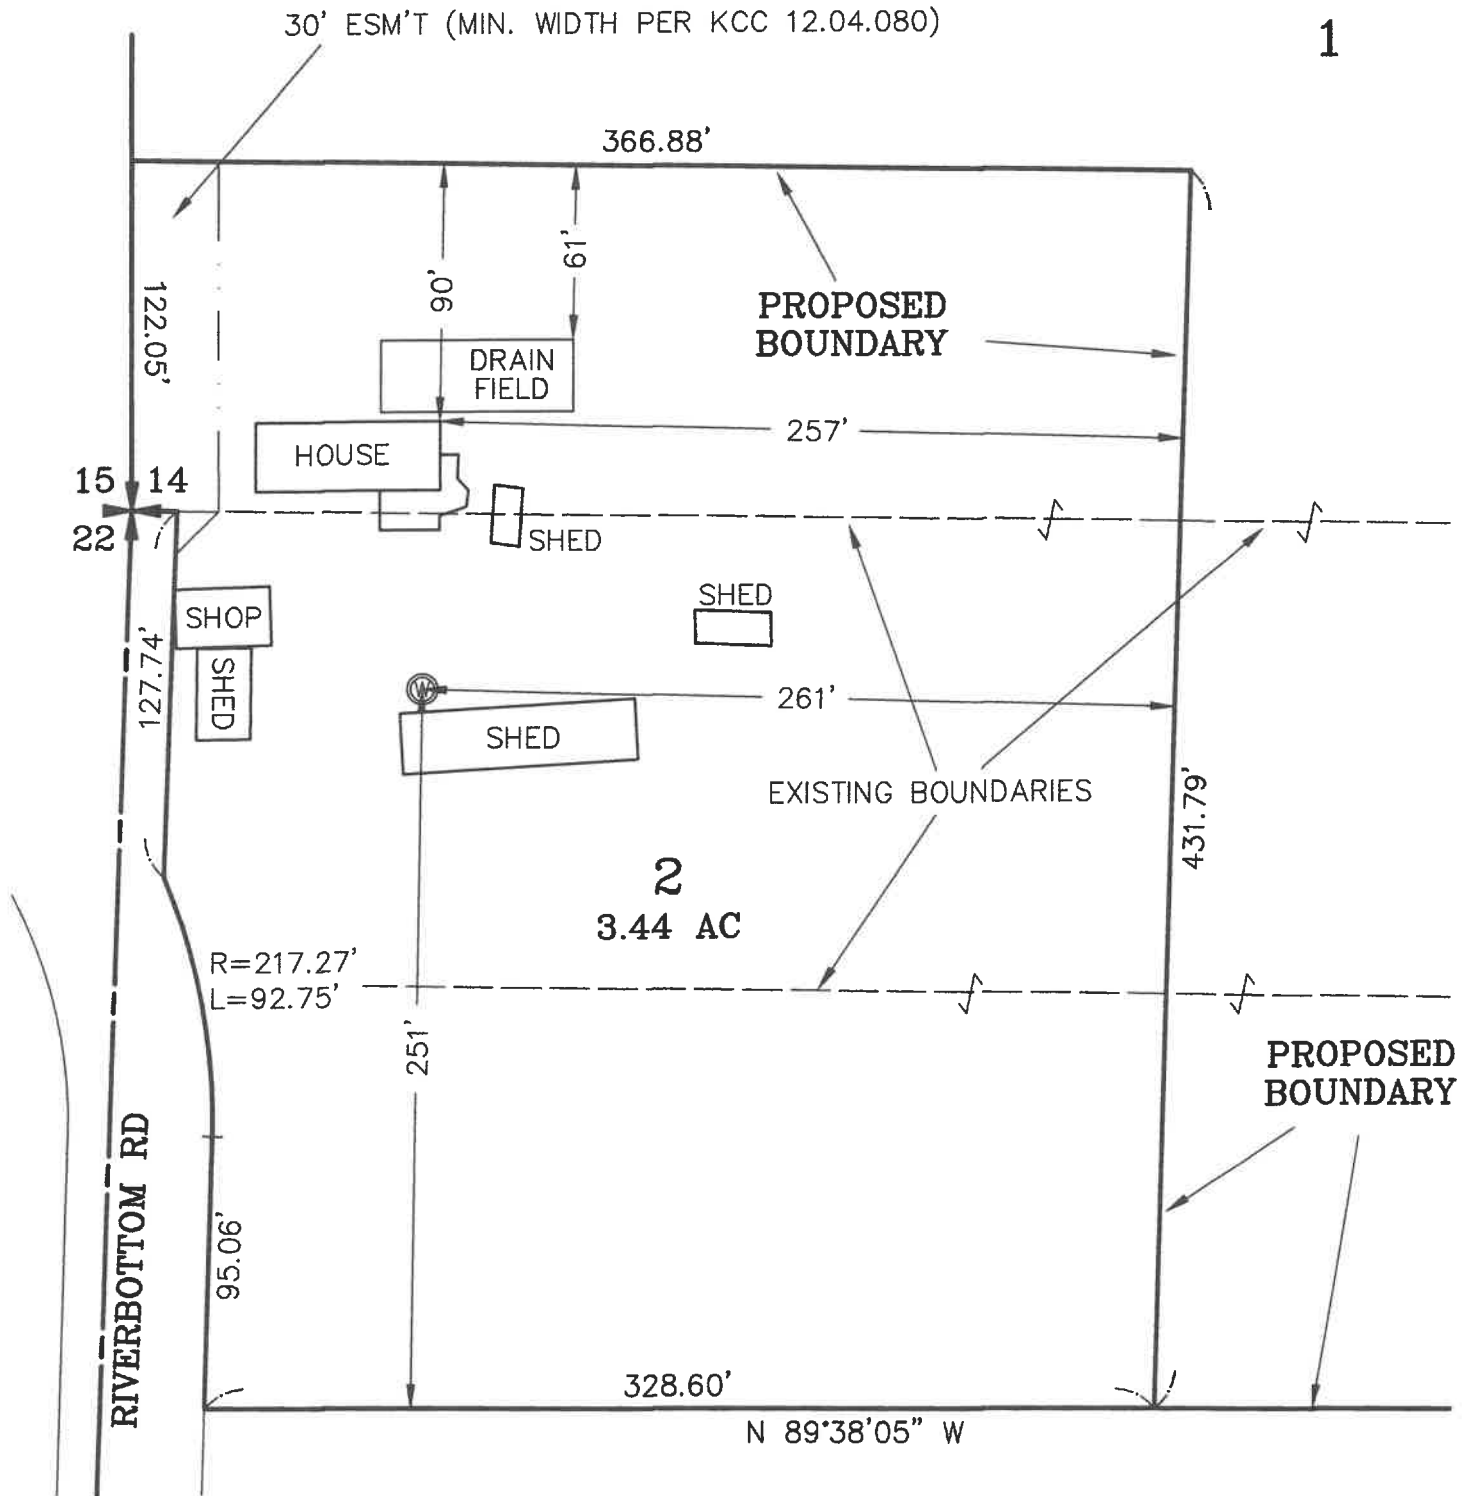 30' ESM'T (MIN. WIDTH PER KCC 12.04.080)
1
366.88'
122.05'
90'
61'
PROPOSED
BOUNDARY
DRAIN
FIELD
257'
HOUSE
15 14
22
SHED
SHOP
SHED
SHED
127.74'
W
261'
SHED
EXISTING BOUNDARIES
431.79'
2
3.44 AC
R=217.27'
L=92.75'
251'
PROPOSED
BOUNDARY
RIVERBOTTOM RD
95.06'
328.60'
N 89°38'05" W